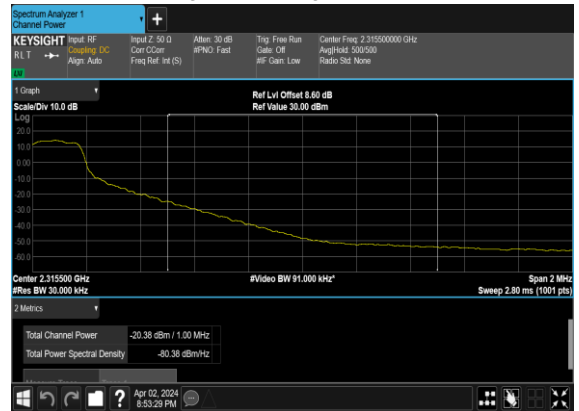 Spectrum Analyzer 1
Channel Power
+
KEYSIGHT Input: RF Input Z: 50 Ω Atten: 30 dB Trig: Free Run Center Freq: 2.315500000 GHz
RLT Coupling: DC Corr CCorr #PNO: Fast Gate: Off Avg|Hold: 500/500
Align: Auto Freq Ref: Int (S) #IF Gain: Low Radio Std: None
1 Graph
Ref Lvl Offset 8.60 dB
Scale/Div 10.0 dB Ref Value 30.00 dBm
Log
20.0
10.0
0.00
-10.0
-20.0
-30.0
-40.0
-50.0
-60.0
Center 2.315500 GHz #Video BW 91.000 kHz* Span 2 MHz
#Res BW 30.000 kHz Sweep 2.80 ms (1001 pts)
2 Metrics
Total Channel Power -20.38 dBm / 1.00 MHz
Total Power Spectral Density -80.38 dBm/Hz
? Apr 02, 2024
8:53:29 PM